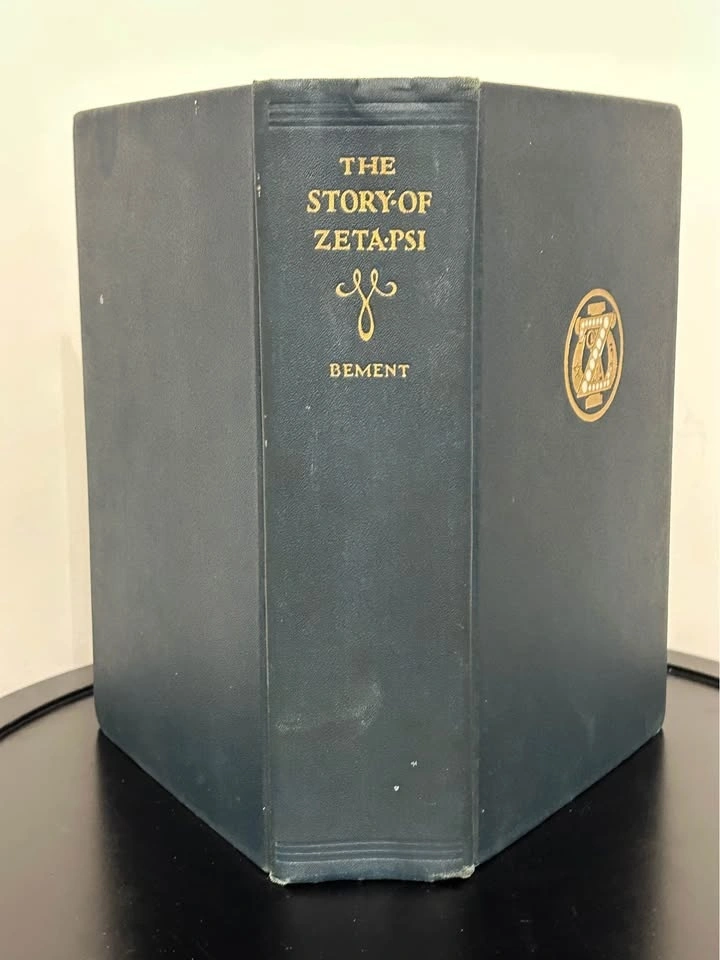 THE
STORY·OF
ZETA·PSI
BEMENT
Z